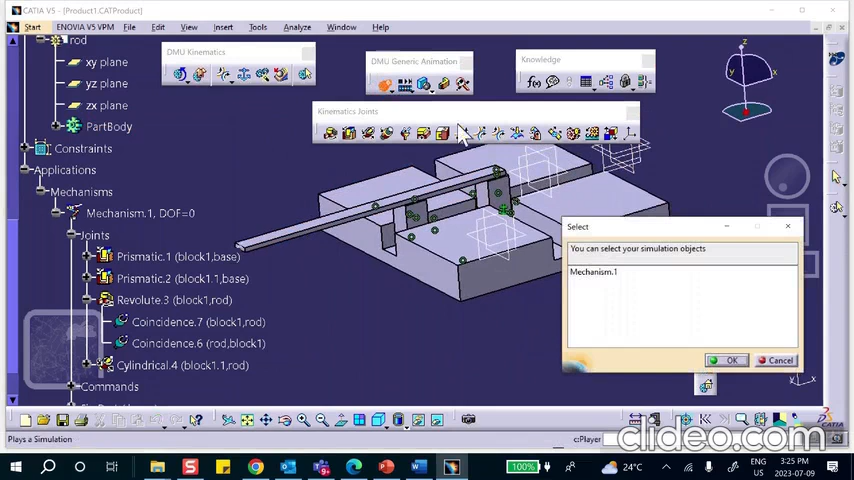 CATIA V5 - [Product1.CATProduct]
Start ENOVIA V5 VPM File Edit View Insert Tools Analyze Window Help
DMU Kinematics
DMU Generic Animation
Knowledge
Kinematics Joints
rod
xy plane
yz plane
zx plane
PartBody
Constraints
Applications
Mechanisms
Mechanism.1, DOF=0
Joints
Prismatic.1 (block1,base)
Prismatic.2 (block1.1,base)
Revolute.3 (block1,rod)
Coincidence.7 (block1,rod)
Coincidence.6 (rod,block1)
Cylindrical.4 (block1.1,rod)
Commands
z
y
x
Select
You can select your simulation objects
Mechanism.1
OK Cancel
z
x
Plays a Simulation
c:Player
clideo.com
CATIA
100%
24°C
ENG
US
3:25 PM
2023-07-09